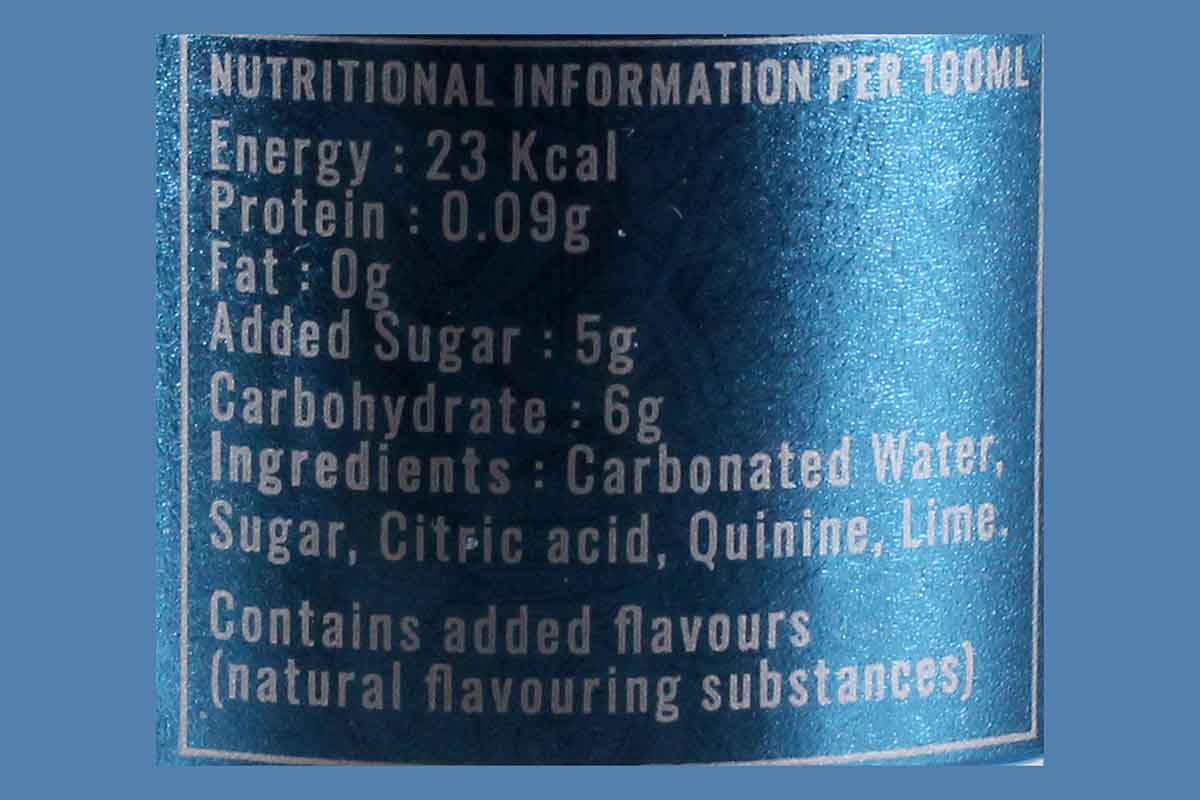 NUTRITIONAL INFORMATION PER 100ML
Energy : 23 Kcal
Protein : 0.09g
Fat : 0g
Added Sugar : 5g
Carbohydrate : 6g
Ingredients : Carbonated Water,
Sugar, Citric acid, Quinine, Lime.
Contains added flavours
(natural flavouring substances)